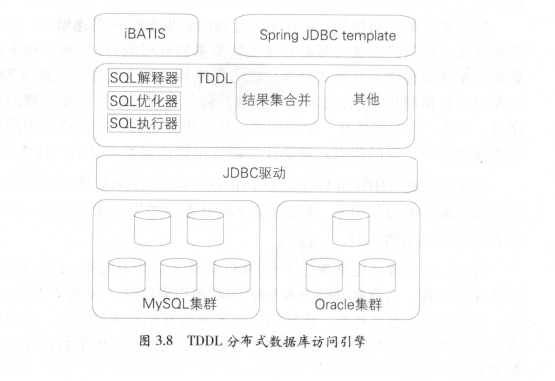 iBATIS
Spring JDBC template
SQL解释器
TDDL
SQL优化器
SQL执行器
结果集合并
其他
JDBC驱动
MySQL集群
Oracle集群
图 3.8 TDDL 分布式数据库访问引擎